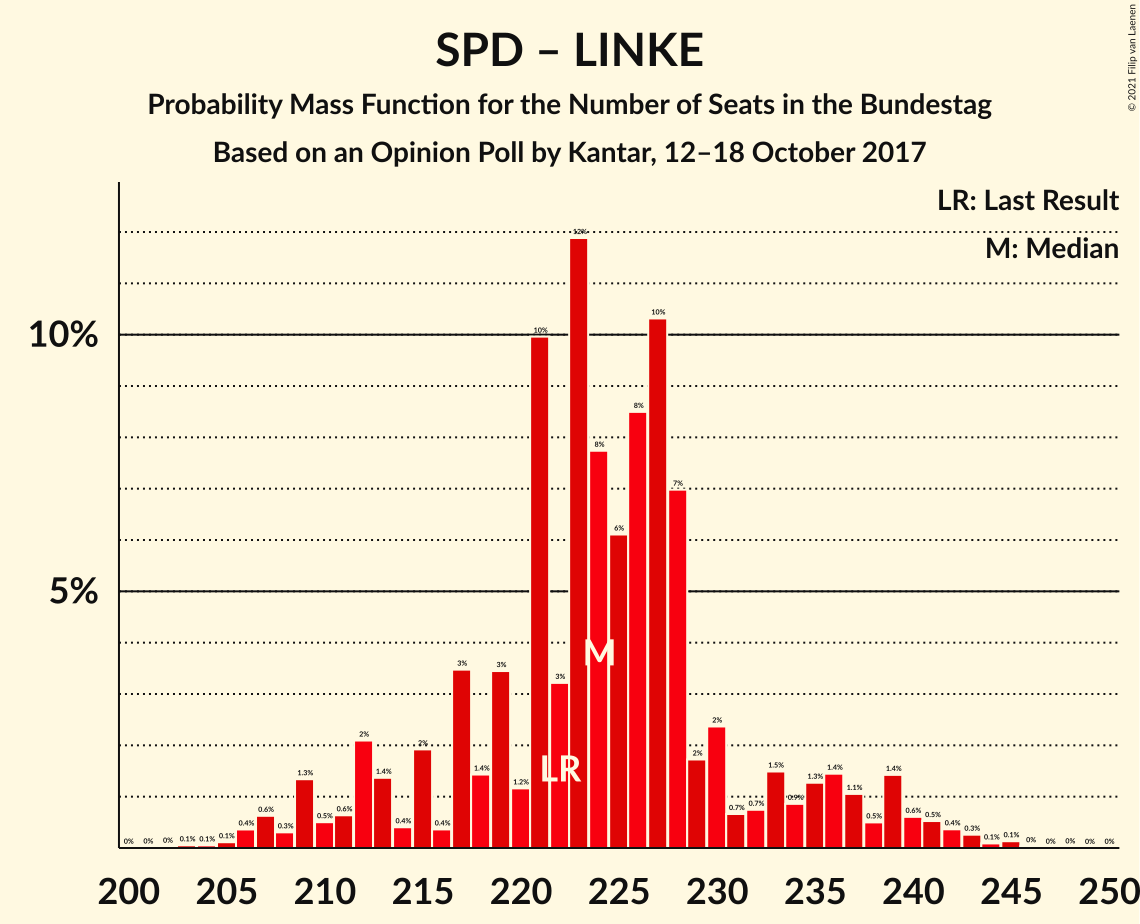 SPD – LINKE
Probability Mass Function for the Number of Seats in the Bundestag
Based on an Opinion Poll by Kantar, 12–18 October 2017
© 2021 Filip van Laenen
LR: Last Result
M: Median
10%
5%
0% 0% 0% 0.1% 0.1% 0.1% 0.4% 0.6% 0.3% 1.3% 0.5% 0.6% 2% 1.4% 0.4% 2% 0.4% 3% 1.4% 3% 1.2% 10% 3% 12% 8% 6% 8% 10% 7% 2% 2% 0.7% 0.7% 1.5% 0.9% 1.3% 1.4% 1.1% 0.5% 1.4% 0.6% 0.5% 0.4% 0.3% 0.1% 0.1% 0% 0% 0% 0% 0%
M
LR
200 205 210 215 220 225 230 235 240 245 250